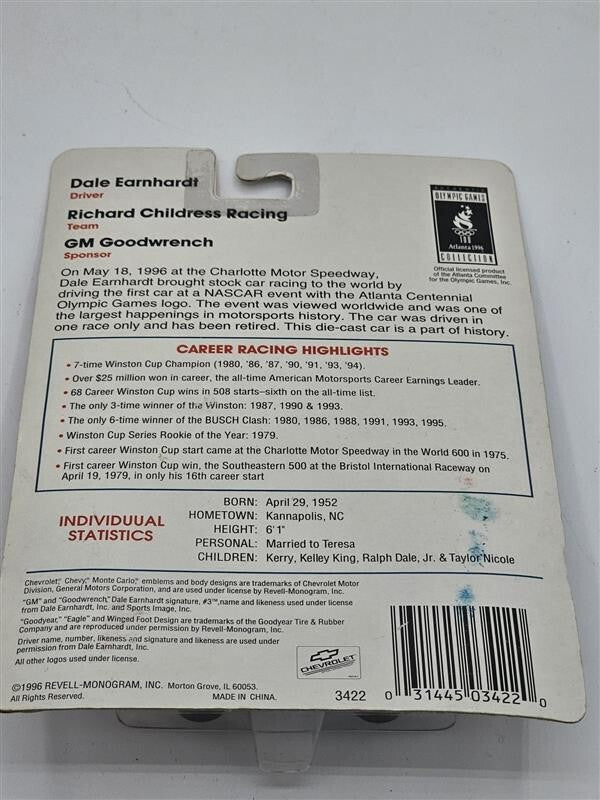 Dale Earnhardt
Driver
Richard Childress Racing
Team
GM Goodwrench
Sponsor
OLYMPIC GAMES
100
Atlanta 1996
COLLECTION
Official licensed product
of the Atlanta Committee
for the Olympic Games, Inc.
On May 18, 1996 at the Charlotte Motor Speedway,
Dale Earnhardt brought stock car racing to the world by
driving the first car at a NASCAR event with the Atlanta Centennial
Olympic Games logo. The event was viewed worldwide and was one of
the largest happenings in motorsports history. The car was driven in
one race only and has been retired. This die-cast car is a part of history.
CAREER RACING HIGHLIGHTS
• 7-time Winston Cup Champion (1980, '86, '87, '90, '91, '93, '94).
• Over $25 million won in career, the all-time American Motorsports Career Earnings Leader.
• 68 Career Winston Cup wins in 508 starts—sixth on the all-time list.
• The only 3-time winner of the Winston: 1987, 1990 & 1993.
• The only 6-time winner of the BUSCH Clash: 1980, 1986, 1988, 1991, 1993, 1995.
• Winston Cup Series Rookie of the Year: 1979.
• First career Winston Cup start came at the Charlotte Motor Speedway in the World 600 in 1975.
• First career Winston Cup win, the Southeastern 500 at the Bristol International Raceway on
April 19, 1979, in only his 16th career start
INDIVIDUUAL
STATISTICS
BORN: April 29, 1952
HOMETOWN: Kannapolis, NC
HEIGHT: 6'1"
PERSONAL: Married to Teresa
CHILDREN: Kerry, Kelley King, Ralph Dale, Jr. & Taylor Nicole
Chevrolet, Chevy, Monte Carlo, emblems and body designs are trademarks of Chevrolet Motor
Division, General Motors Corporation, and are used under license by Revell-Monogram, Inc.
"GM" and "Goodwrench," Dale Earnhardt signature, #3™, name and likeness used under license
from Dale Earnhardt, Inc. and Sports Image, Inc.
"Goodyear," "Eagle" and Winged Foot Design are trademarks of the Goodyear Tire & Rubber
Company and are reproduced under permission by Revell-Monogram, Inc.
Driver name, number, likeness and signature and likeness are used under
permission from Dale Earnhardt, Inc.
All other logos used under license.
CHEVROLET
©1996 REVELL-MONOGRAM, INC. Morton Grove, IL 60053.
All Rights Reserved.
MADE IN CHINA.
3422
0 31445 03422 0